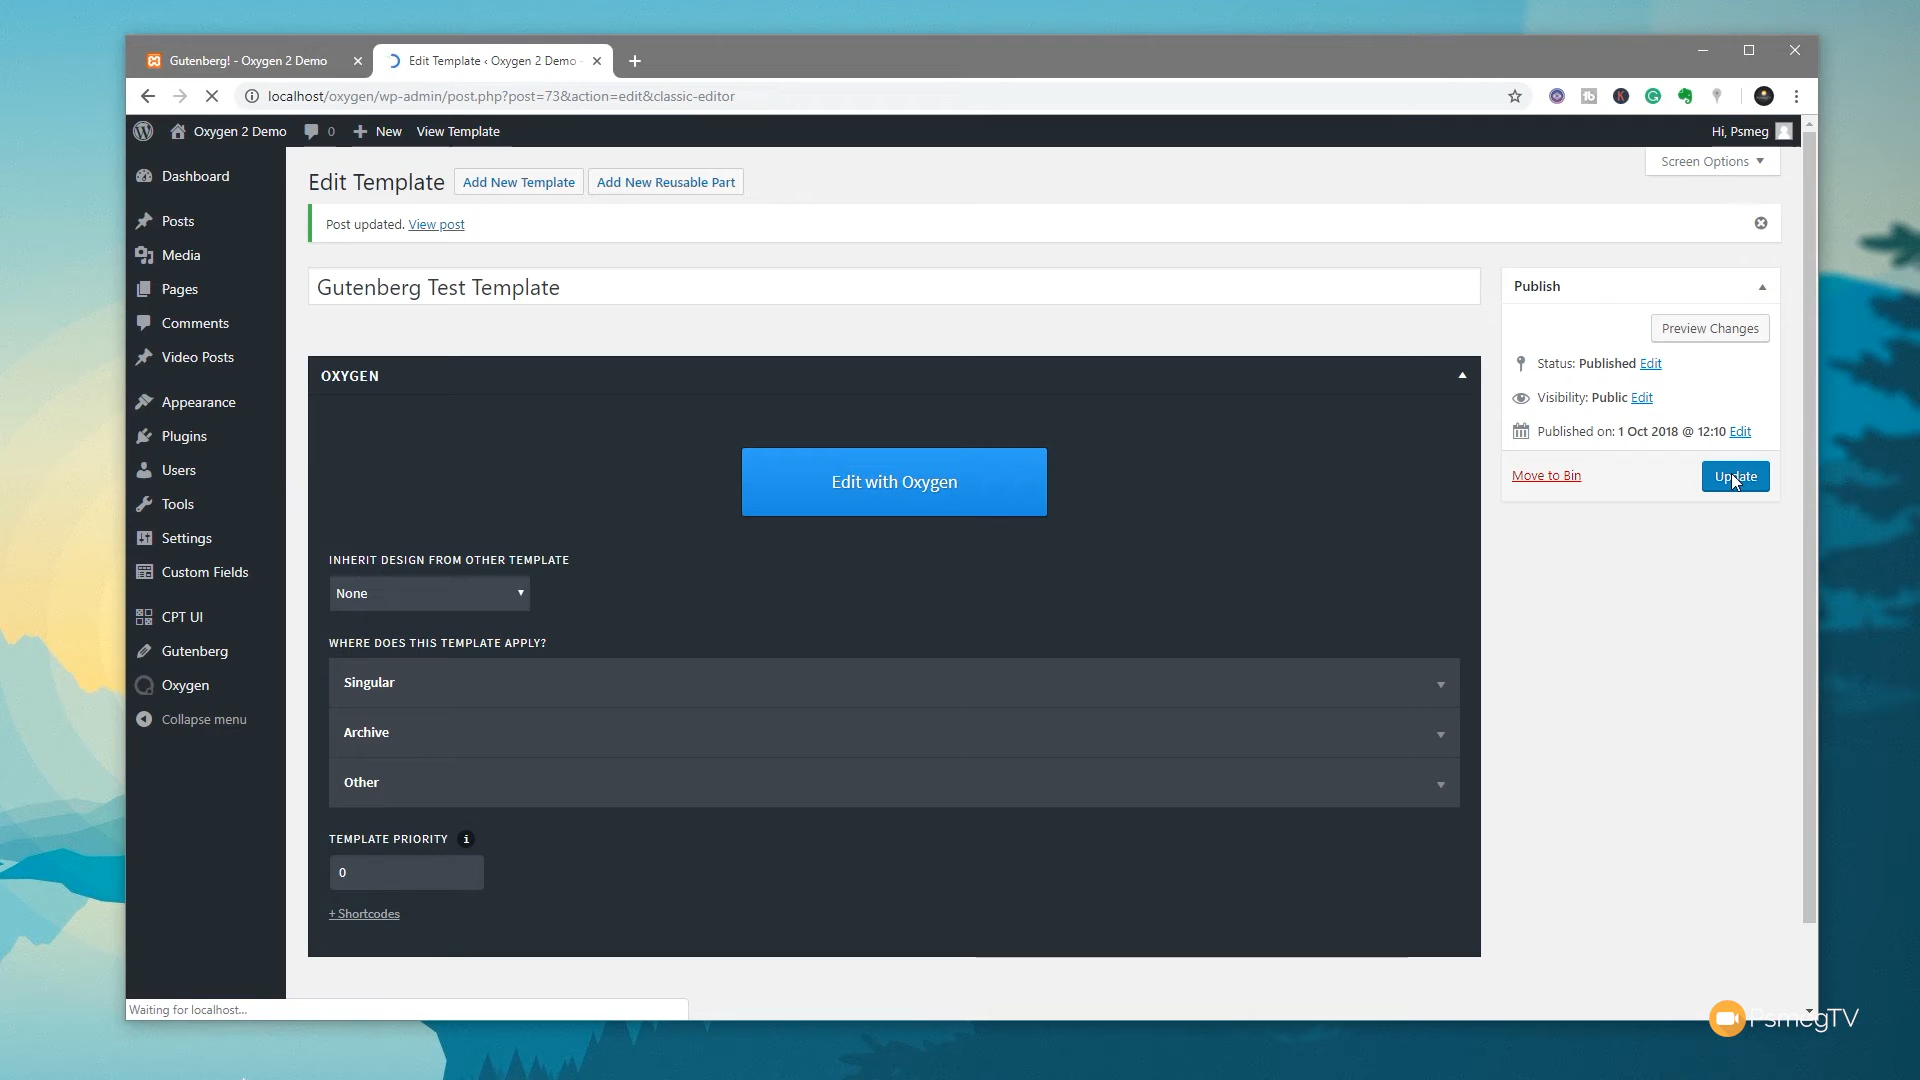 Gutenberg! - Oxygen 2 Demo
Edit Template ‹ Oxygen 2 Demo -
localhost/oxygen/wp-admin/post.php?post=73&action=edit&classic-editor
Oxygen 2 Demo
0
New
View Template
Hi, Psmeg
Screen Options
Dashboard
Posts
Media
Pages
Comments
Video Posts
Appearance
Plugins
Users
Tools
Settings
Custom Fields
CPT UI
Gutenberg
Oxygen
Collapse menu
Edit Template
Add New Template
Add New Reusable Part
Post updated. View post
Gutenberg Test Template
OXYGEN
Edit with Oxygen
INHERIT DESIGN FROM OTHER TEMPLATE
None
WHERE DOES THIS TEMPLATE APPLY?
Singular
Archive
Other
TEMPLATE PRIORITY i
0
+ Shortcodes
Publish
Preview Changes
Status: Published Edit
Visibility: Public Edit
Published on: 1 Oct 2018 @ 12:10 Edit
Move to Bin
Update
Waiting for localhost...
PsmegTV